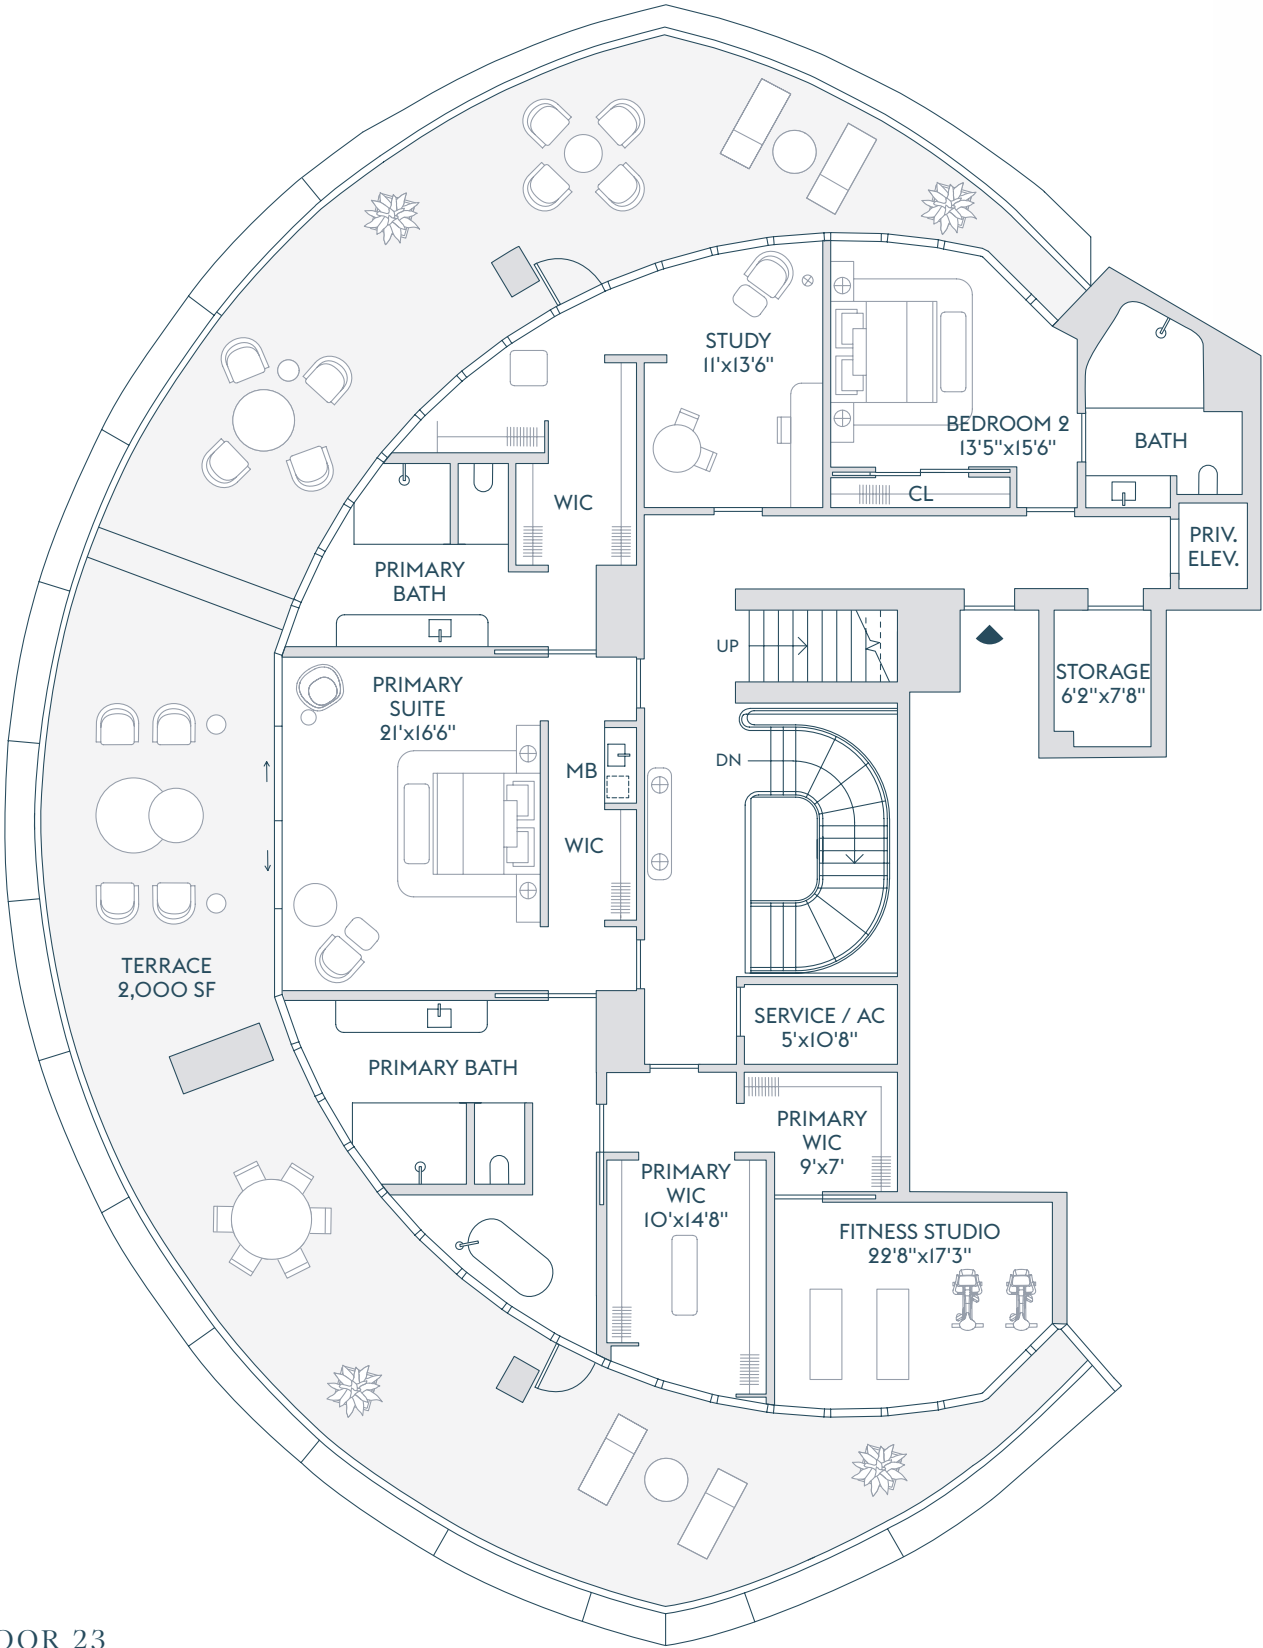 STUDY
11'x13'6"
BEDROOM 2
13'5"x15'6"
BATH
CL
WIC
PRIV.
ELEV.
PRIMARY
BATH
UP
STORAGE
6'2"x7'8"
PRIMARY
SUITE
21'x16'6"
MB
DN
WIC
TERRACE
2,000 SF
SERVICE / AC
5'x10'8"
PRIMARY BATH
PRIMARY
WIC
9'x7'
PRIMARY
WIC
10'x14'8"
FITNESS STUDIO
22'8"x17'3"
OOR 23